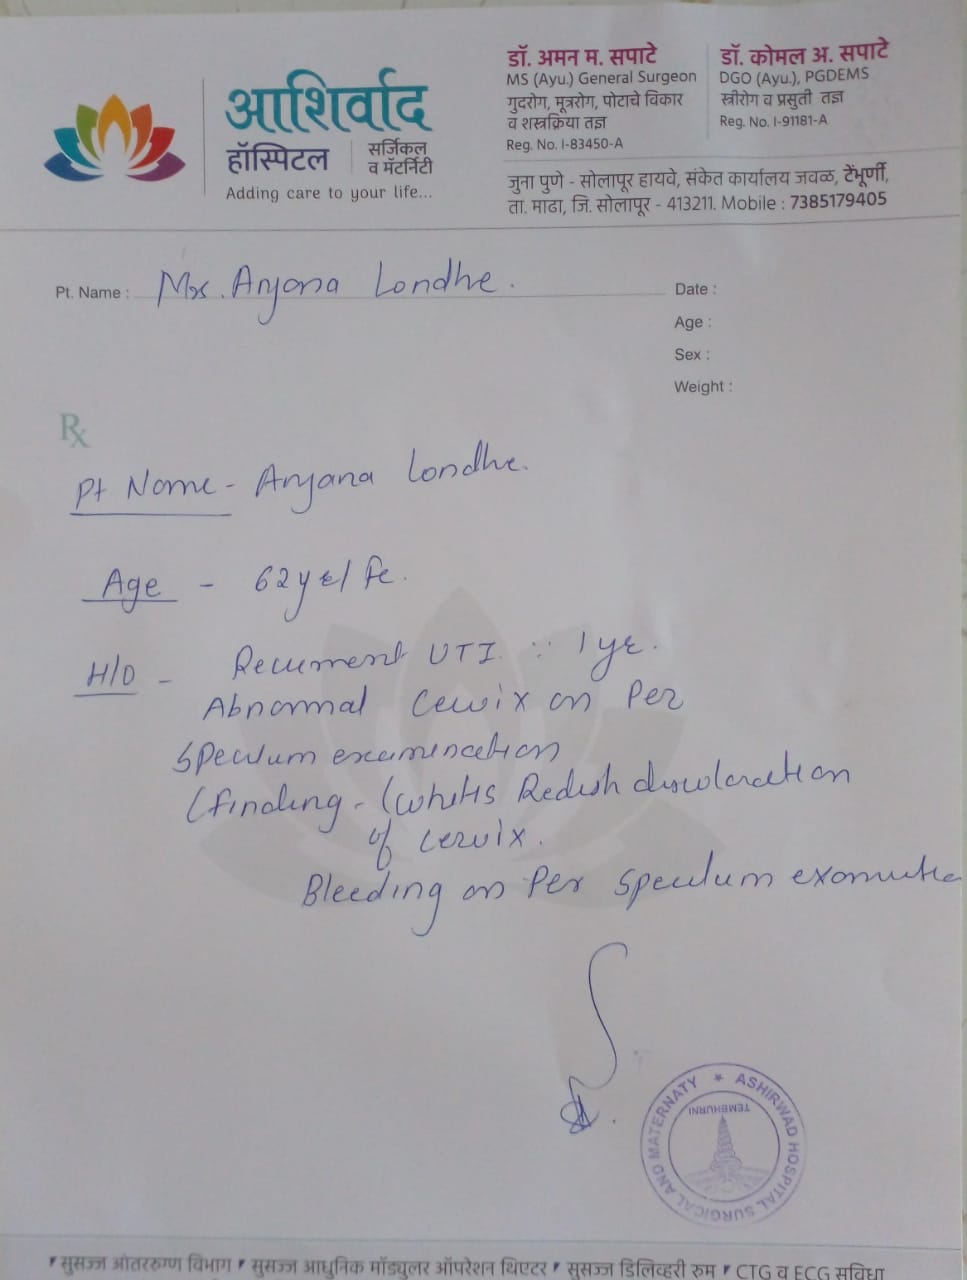 आशिर्वाद
हॉस्पिटल
सर्जिकल
व मॅटर्निटी
Adding care to your life...
डॉ. अमन म. सपाटे
MS (Ayu.) General Surgeon
गुदरोग, मूत्ररोग, पोटाचे विकार
व शस्त्रक्रिया तज्ञ
Reg. No. I-83450-A
डॉ. कोमल अ. सपाटे
DGO (Ayu.), PGDEMS
स्त्रीरोग व प्रसुती तज्ञ
Reg. No. I-91181-A
जुना पुणे - सोलापूर हायवे, संकेत कार्यालय जवळ, टेंभूर्णी,
ता. माढा, जि. सोलापूर - 413211. Mobile : 7385179405
Pt. Name : Mrs. Anjana Londhe.
Date :
Age :
Sex :
Weight :
Rx
Pt Name - Anjana Londhe.
Age - 62yr/ Fe.
H/O - Recurrent UTI 1 yr.
Abnormal Cervix on Per
Speculum examination
(finding - Redish discoloration
of cervix.
Bleeding on Per Speculum
ASHIRWAD HOSPITAL SURGICAL AND MATERNATY
TEMBHURNI
सुसज्ज आंतररुग्ण विभाग सुसज्ज आधुनिक मॉड्युलर ऑपरेशन थिएटर सुसज्ज डिलिव्हरी रुम CTG व ECG सुविधा